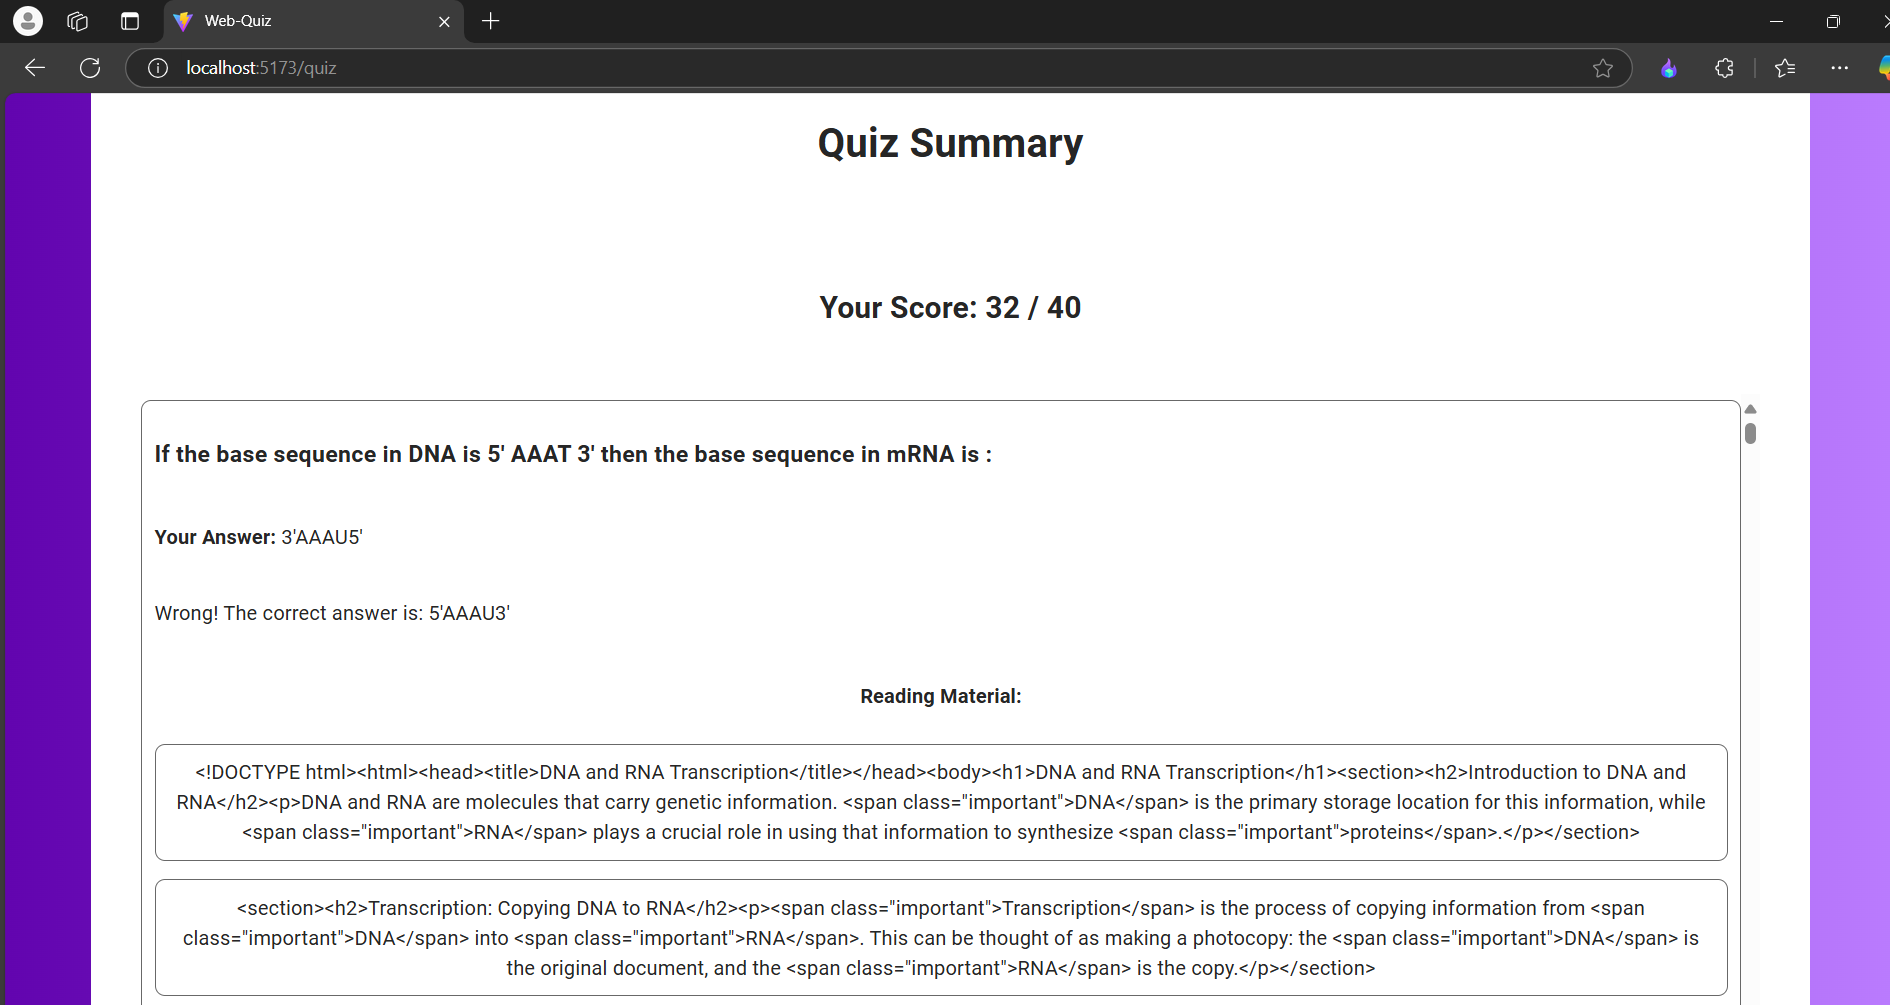 Web-Quiz
localhost:5173/quiz
Quiz Summary
Your Score: 32 / 40
If the base sequence in DNA is 5' AAAT 3' then the base sequence in mRNA is :
Your Answer: 3'AAAU5'
Wrong! The correct answer is: 5'AAAU3'
Reading Material:
<!DOCTYPE html><html><head><title>DNA and RNA Transcription</title></head><body><h1>DNA and RNA Transcription</h1><section><h2>Introduction to DNA and
RNA</h2><p>DNA and RNA are molecules that carry genetic information. <span class="important">DNA</span> is the primary storage location for this information, while
<span class="important">RNA</span> plays a crucial role in using that information to synthesize <span class="important">proteins</span>.</p></section>
<section><h2>Transcription: Copying DNA to RNA</h2><p><span class="important">Transcription</span> is the process of copying information from <span
class="important">DNA</span> into <span class="important">RNA</span>. This can be thought of as making a photocopy: the <span class="important">DNA</span> is
the original document, and the <span class="important">RNA</span> is the copy.</p></section>